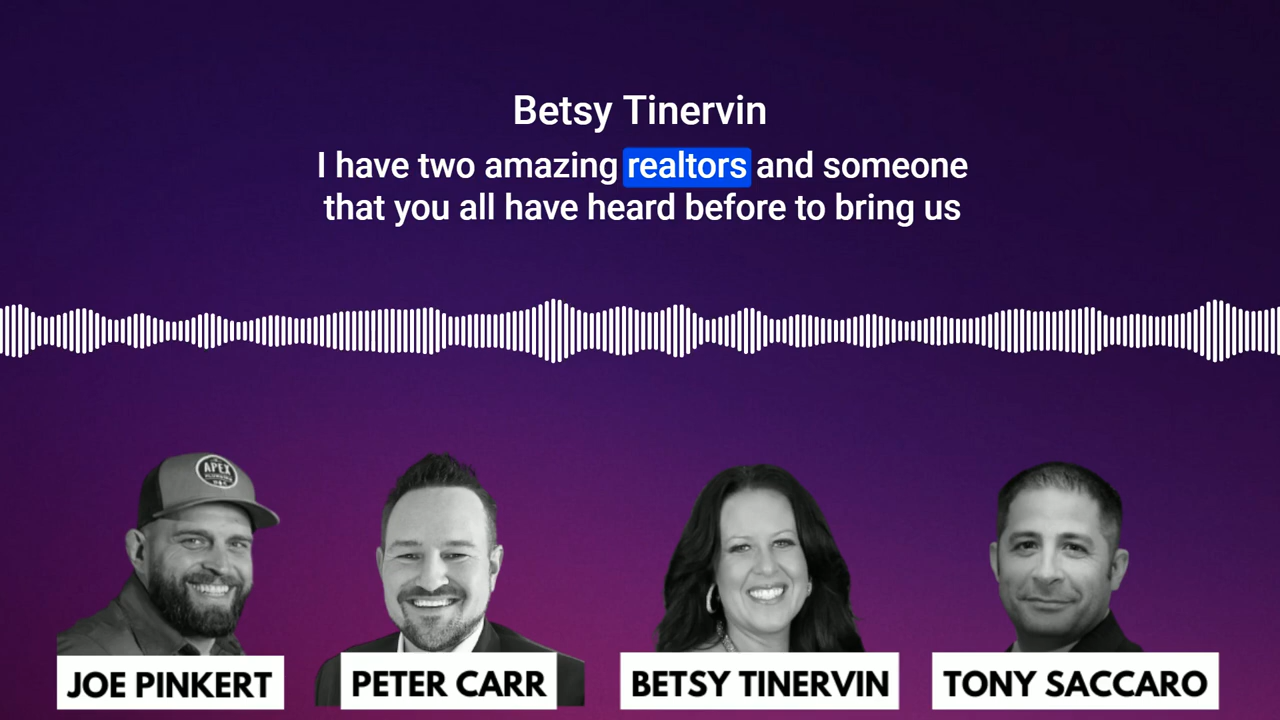 Betsy Tinervin
I have two amazing realtors and someone
that you all have heard before to bring us
APEX
JOE PINKERT
PETER CARR
BETSY TINERVIN
TONY SACCARO